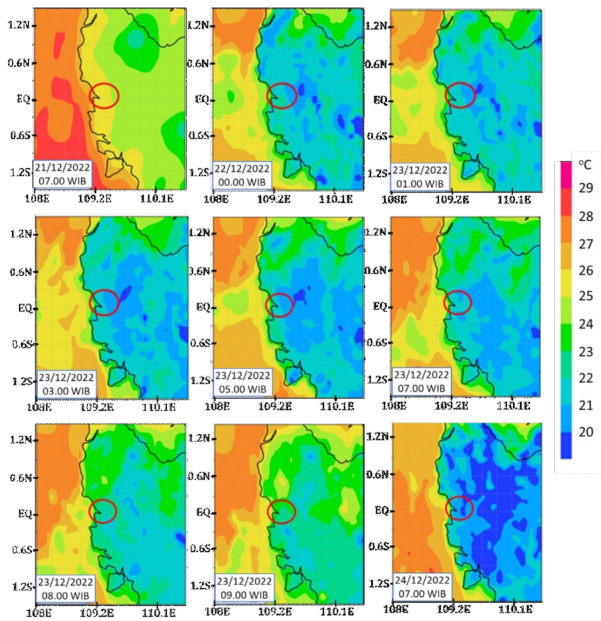 1.2N
0.6N
EQ
0.6S
1.2S
21/12/2022
07.00 WIB
108E 109.2E 110.1E
1.2N
0.6N
EQ
0.6S
1.2S
22/12/2022
00.00 WIB
108E 109.2E 110.1E
1.2N
0.6N
EQ
0.6S
1.2S
23/12/2022
01.00 WIB
108E 109.2E 110.1E
°C
29
28
27
26
25
24
23
22
21
20
1.2N
0.6N
EQ
0.6S
1.2S
23/12/2022
03.00 WIB
108E 109.2E 110.1E
1.2N
0.6N
EQ
0.6S
1.2S
23/12/2022
05.00 WIB
108E 109.2E 110.1E
1.2N
0.6N
EQ
0.6S
1.2S
23/12/2022
07.00 WIB
108E 109.2E 110.1E
1.2N
0.6N
EQ
0.6S
1.2S
23/12/2022
08.00 WIB
108E 109.2E 110.1E
1.2N
0.6N
EQ
0.6S
1.2S
23/12/2022
09.00 WIB
108E 109.2E 110.1E
1.2N
0.6N
EQ
0.6S
1.2S
24/12/2022
07.00 WIB
108E 109.2E 110.1E